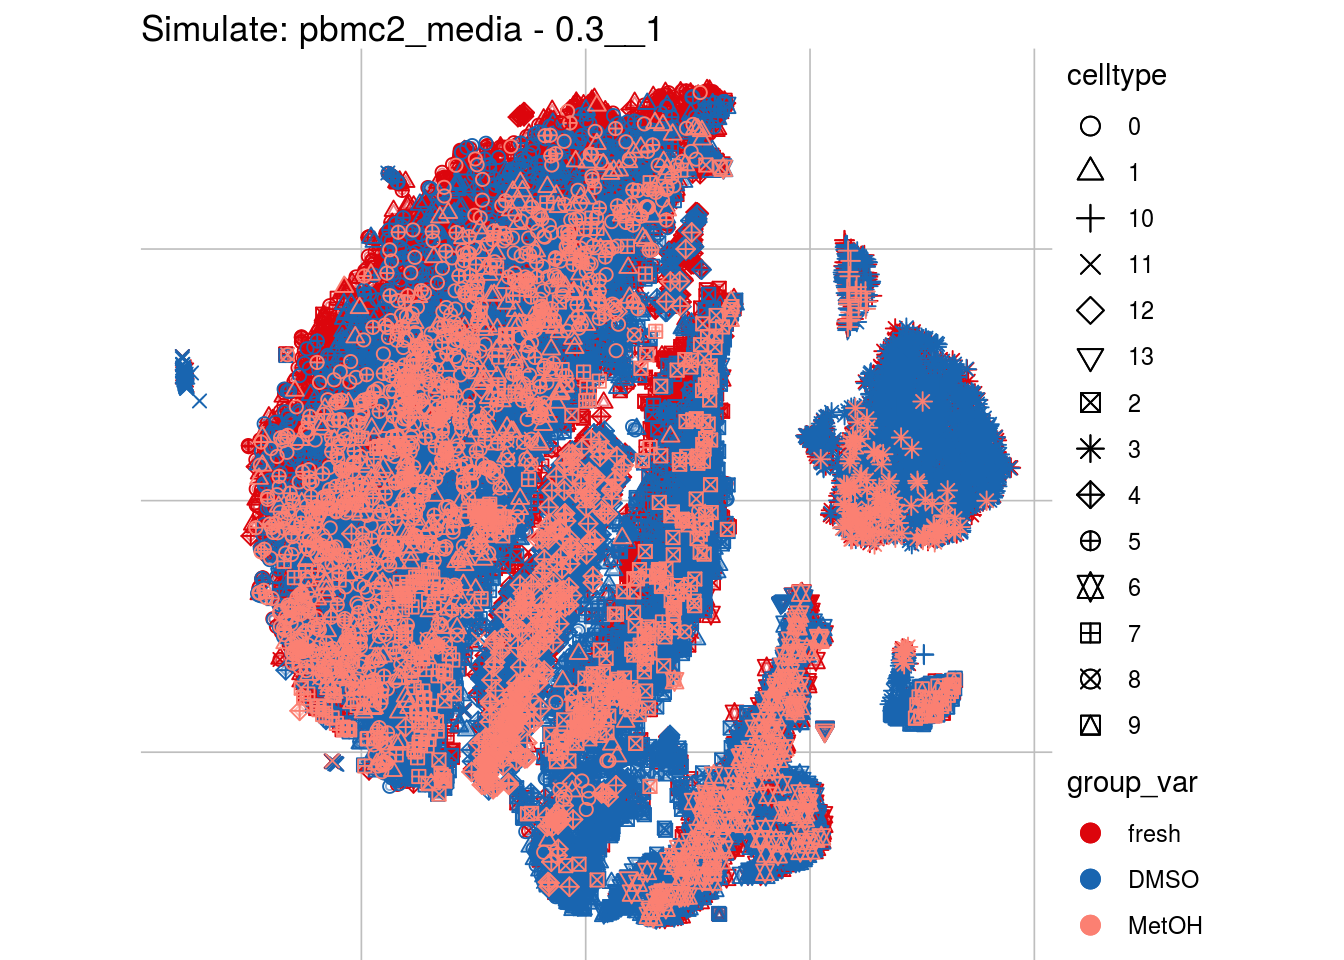 Simulate: pbmc2_media - 0.3__1
celltype
0
1
10
11
12
13
2
3
4
5
6
7
8
9
group_var
fresh
DMSO
MetOH